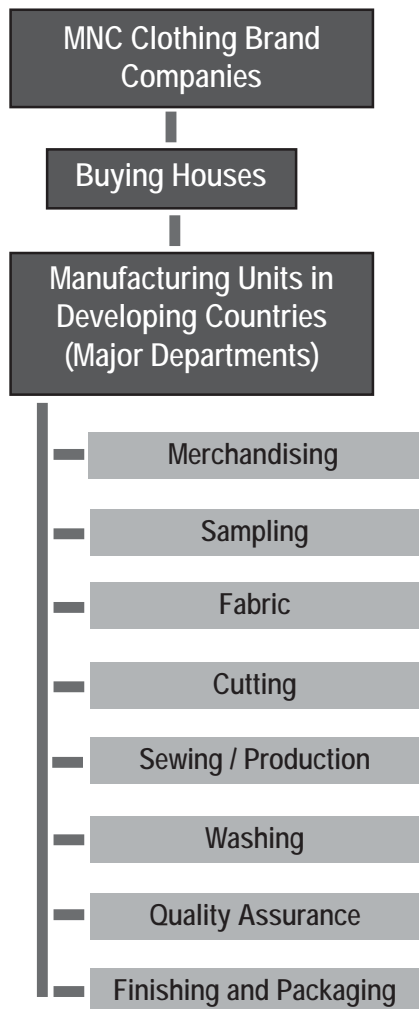 MNC Clothing Brand
Companies
Buying Houses
Manufacturing Units in
Developing Countries
(Major Departments)
Merchandising
Sampling
Fabric
Cutting
Sewing / Production
Washing
Quality Assurance
Finishing and Packaging